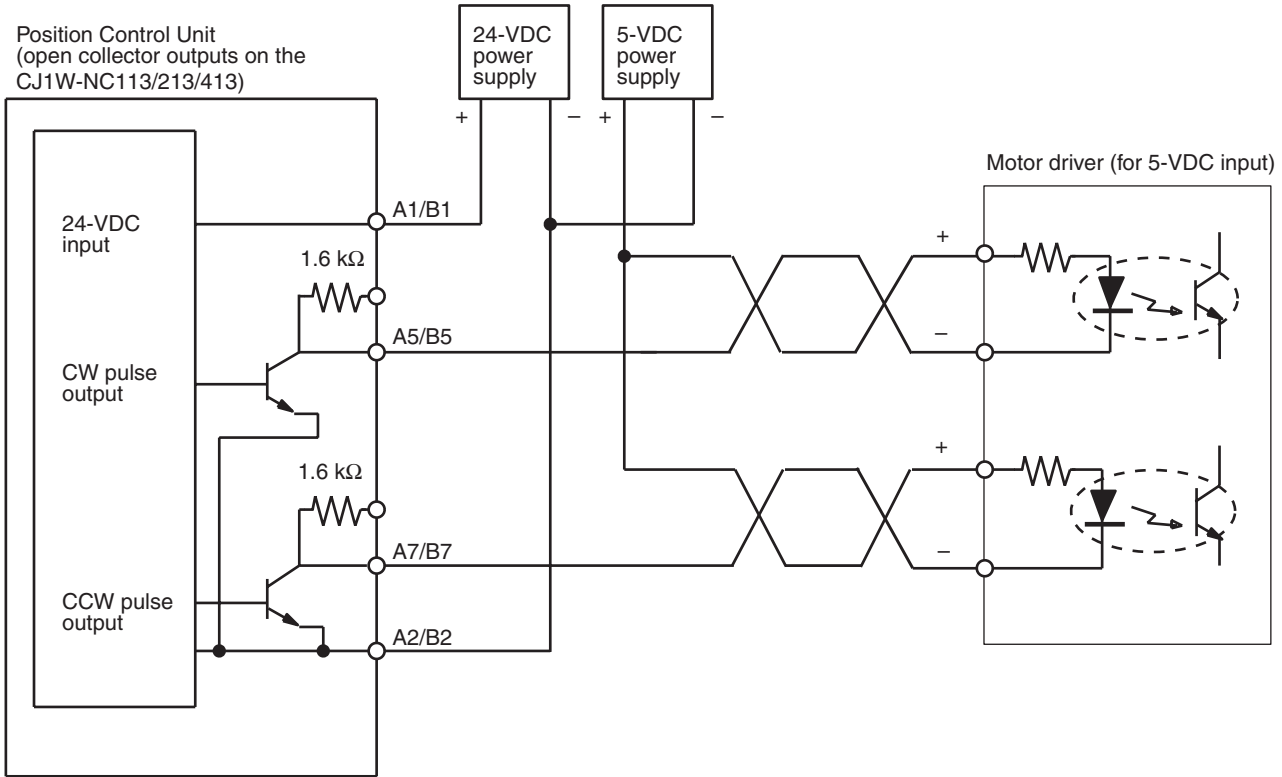 Position Control Unit
(open collector outputs on the
CJ1W-NC113/213/413)
24-VDC
power
supply
5-VDC
power
supply
+
–
+
–
Motor driver (for 5-VDC input)
24-VDC
input
A1/B1
1.6 kΩ
+
A5/B5
–
CW pulse
output
1.6 kΩ
+
A7/B7
–
CCW pulse
output
A2/B2